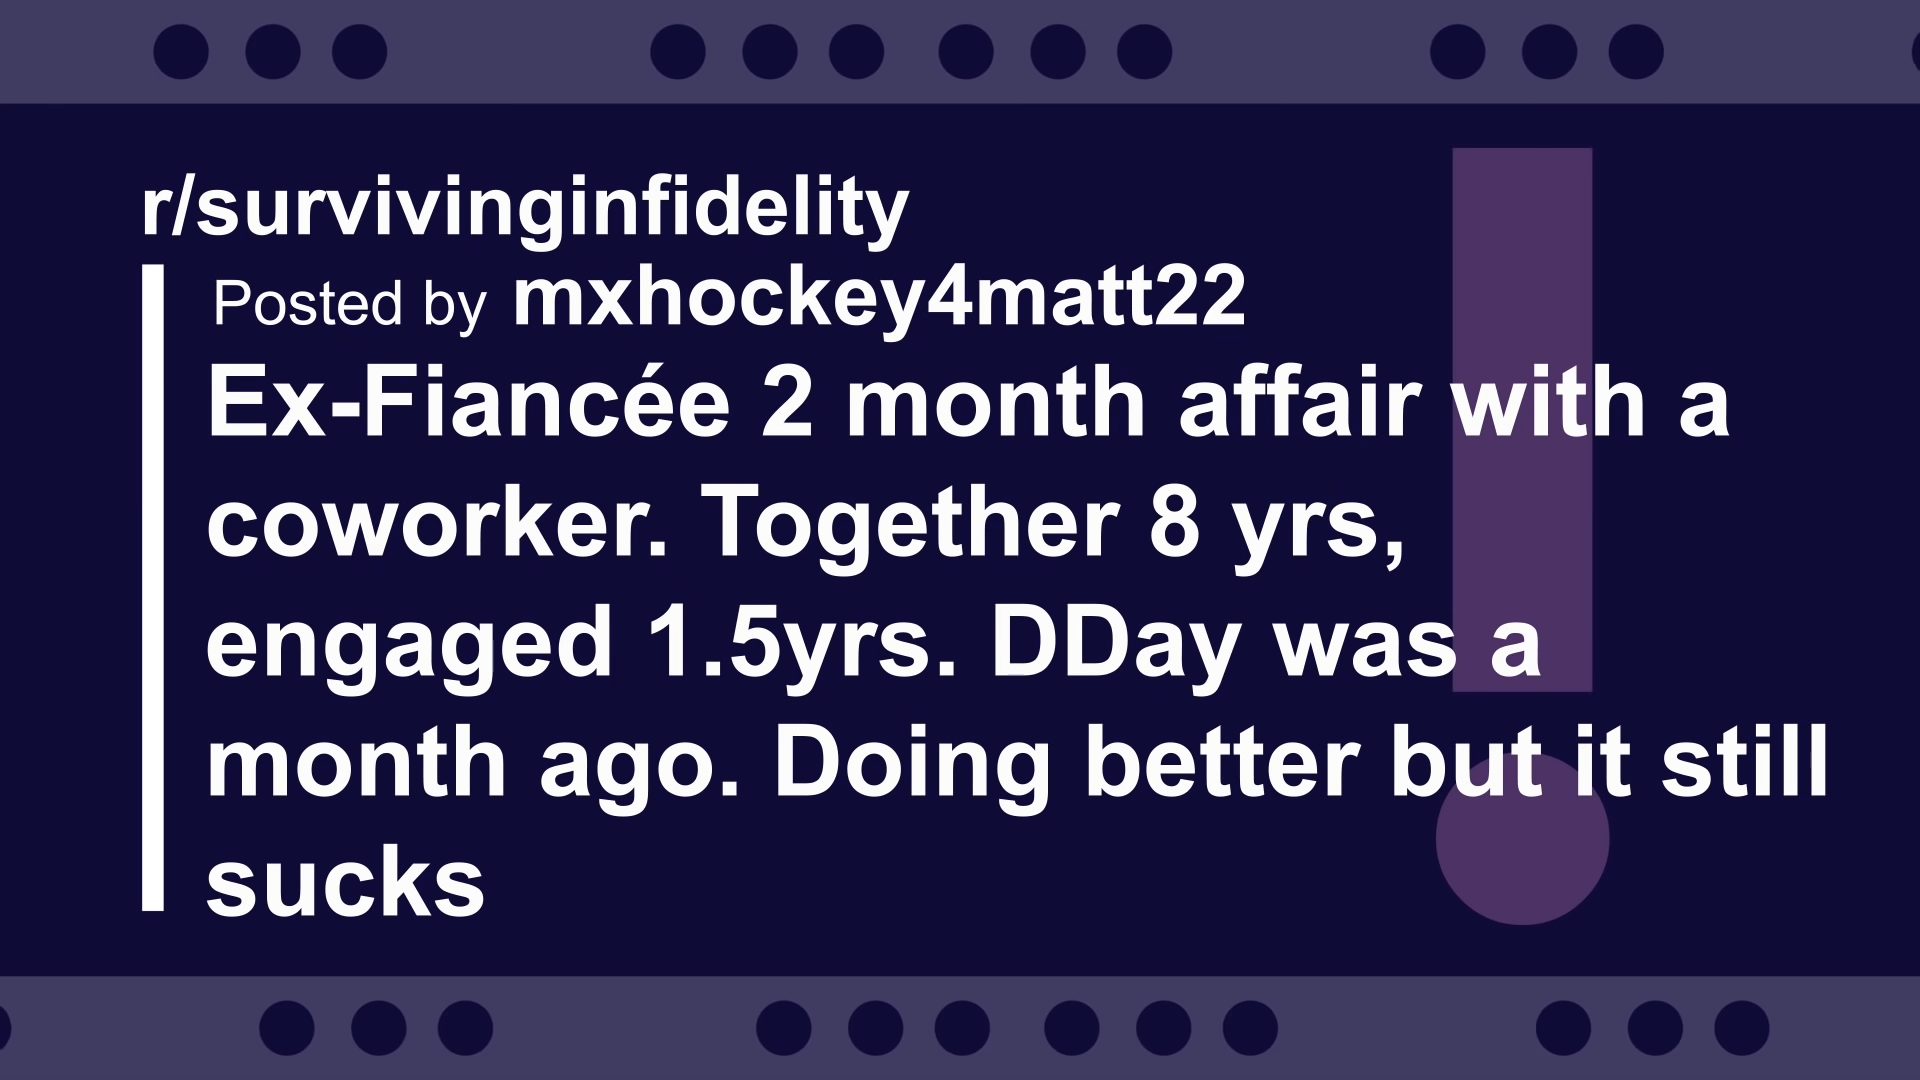 r/survivinginfidelity
Posted by mxhockey4matt22
Ex-Fiancée 2 month affair with a
coworker. Together 8 yrs,
engaged 1.5yrs. DDay was a
month ago. Doing better but it still
sucks